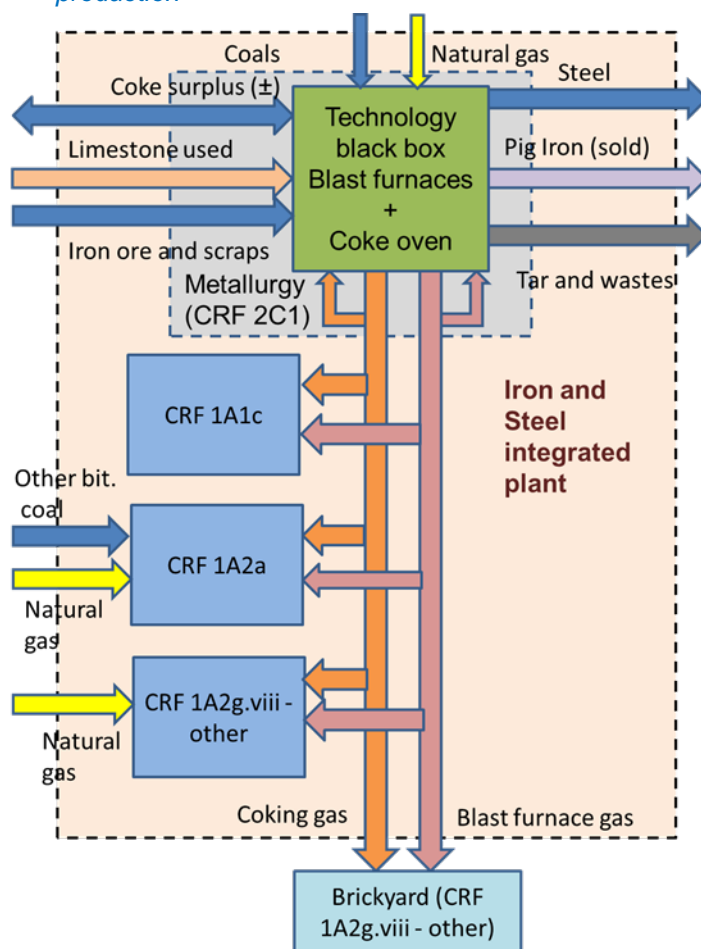 production
Coals
Natural gas
Steel
Coke surplus (±)
Technology
black box
Blast furnaces
+
Coke oven
Pig Iron (sold)
Limestone used
Iron ore and scraps
Tar and wastes
Metallurgy
(CRF 2C1)
CRF 1A1c
Iron and
Steel
integrated
plant
Other bit.
coal
CRF 1A2a
Natural
gas
CRF 1A2g.viii -
other
Natural
gas
Coking gas
Blast furnace gas
Brickyard (CRF
1A2g.viii - other)